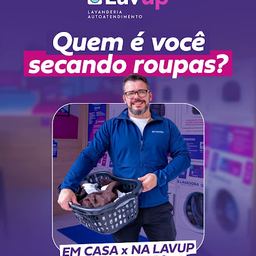 Lavup
LAVANDERIA
AUTOATENDIMENTO
Quem é você
secando roupas?
EM CASA x NA LAVUP